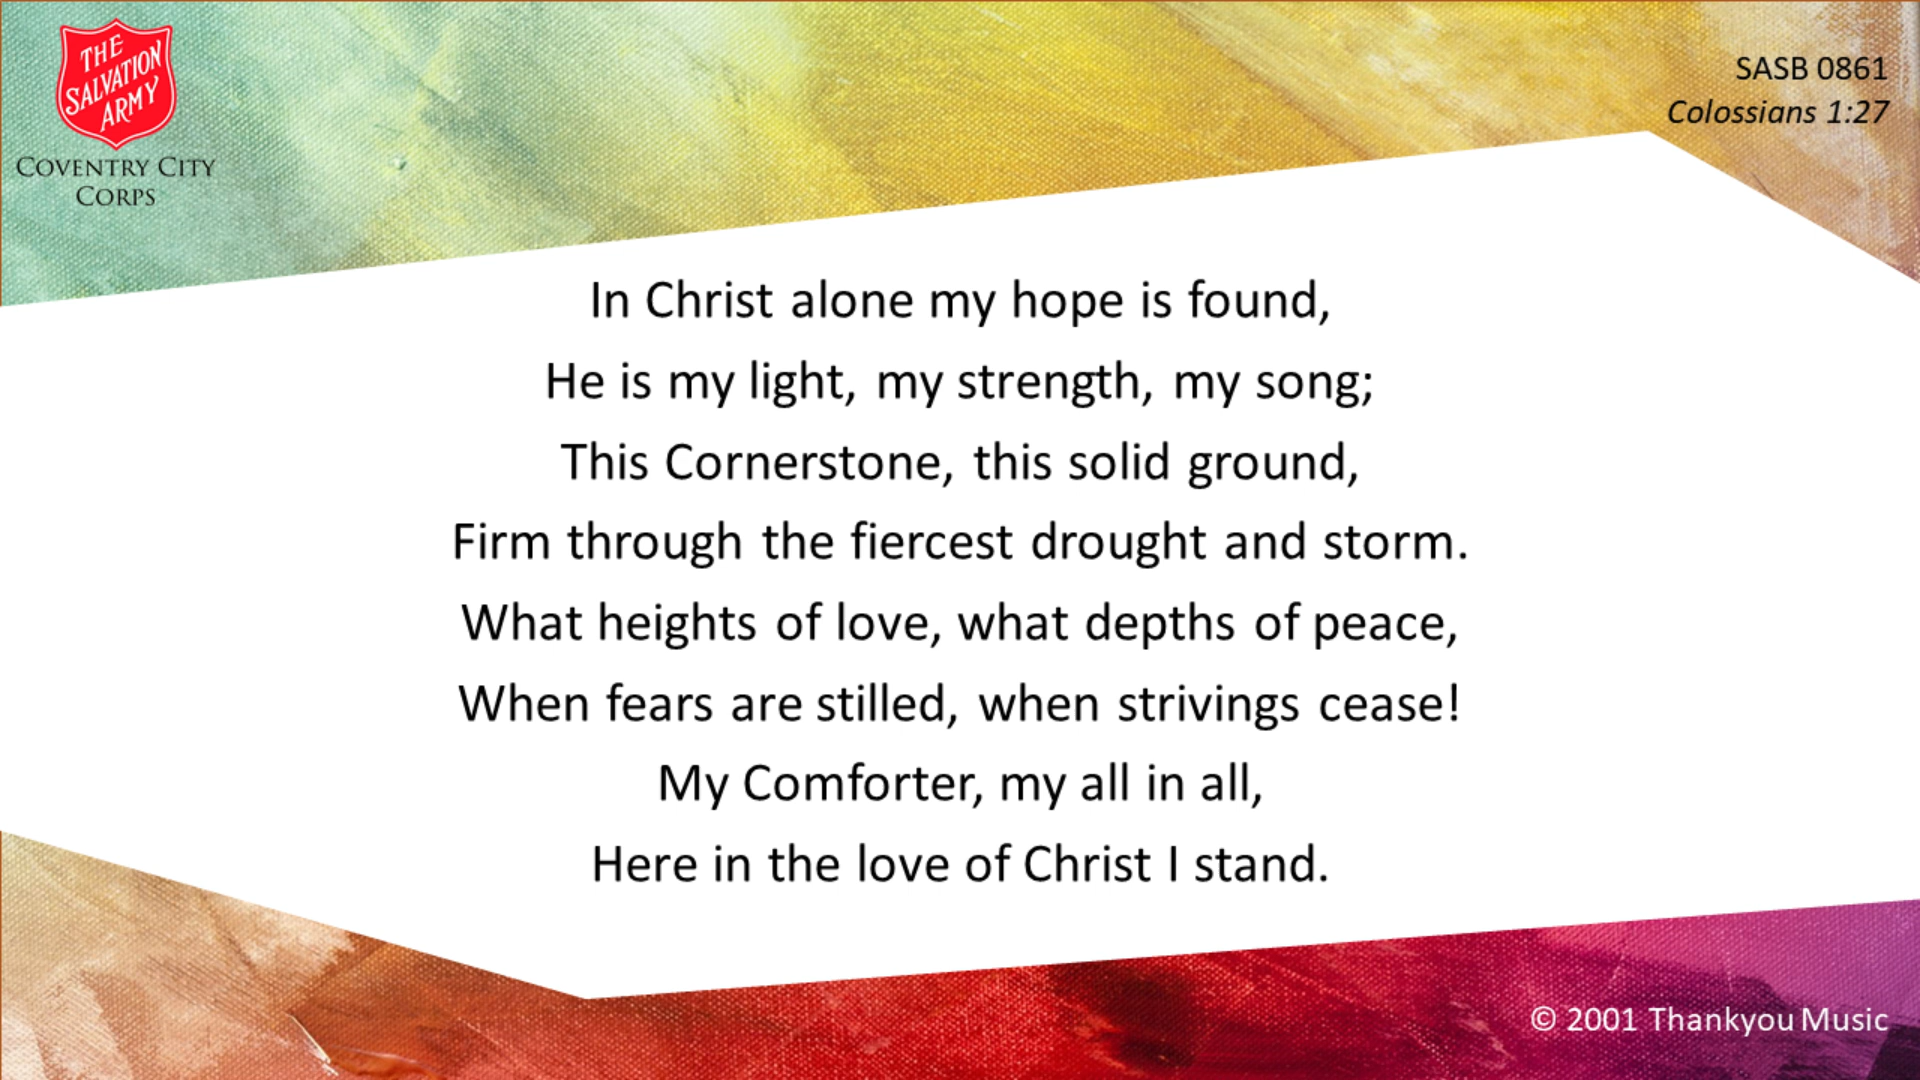 THE
SALVATION
ARMY
COVENTRY CITY
CORPS
SASB 0861
Colossians 1:27
In Christ alone my hope is found,
He is my light, my strength, my song;
This Cornerstone, this solid ground,
Firm through the fiercest drought and storm.
What heights of love, what depths of peace,
When fears are stilled, when strivings cease!
My Comforter, my all in all,
Here in the love of Christ I stand.
© 2001 Thankyou Music